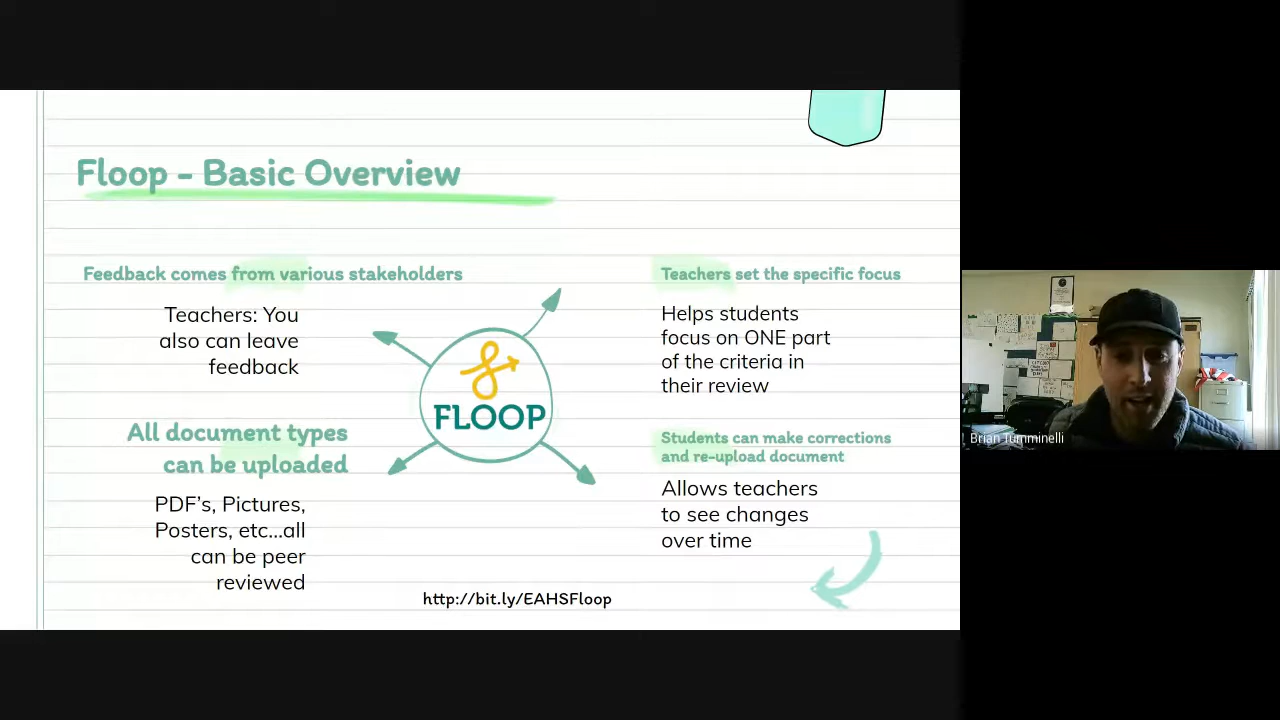 Floop - Basic Overview
Feedback comes from various stakeholders
Teachers: You
also can leave
feedback
All document types
can be uploaded
PDF's, Pictures,
Posters, etc...all
can be peer
reviewed
FLOOP
Teachers set the specific focus
Helps students
focus on ONE part
of the criteria in
their review
Students can make corrections
and re-upload document
Allows teachers
to see changes
over time
http://bit.ly/EAHSFloop
Brian Tumminelli